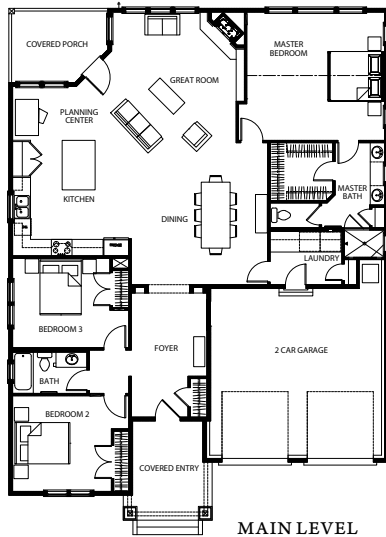 COVERED PORCH
MASTER
BEDROOM
GREAT ROOM
PLANNING
CENTER
MASTER
BATH
KITCHEN
DINING
LAUNDRY
BEDROOM 3
FOYER
2 CAR GARAGE
BATH
BEDROOM 2
COVERED ENTRY
MAIN LEVEL